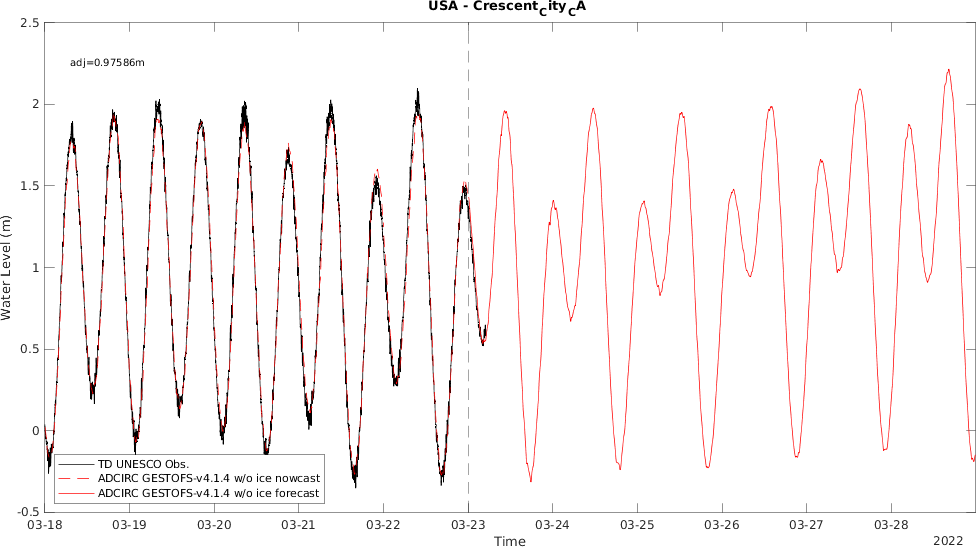 USA - CrescentCityCA
2.5
2
1.5
1
0.5
0
-0.5
Water Level (m)
adj=0.97586m
TD UNESCO Obs.
ADCIRC GESTOFS-v4.1.4 w/o ice nowcast
ADCIRC GESTOFS-v4.1.4 w/o ice forecast
03-18 03-19 03-20 03-21 03-22 03-23 03-24 03-25 03-26 03-27 03-28
Time
2022